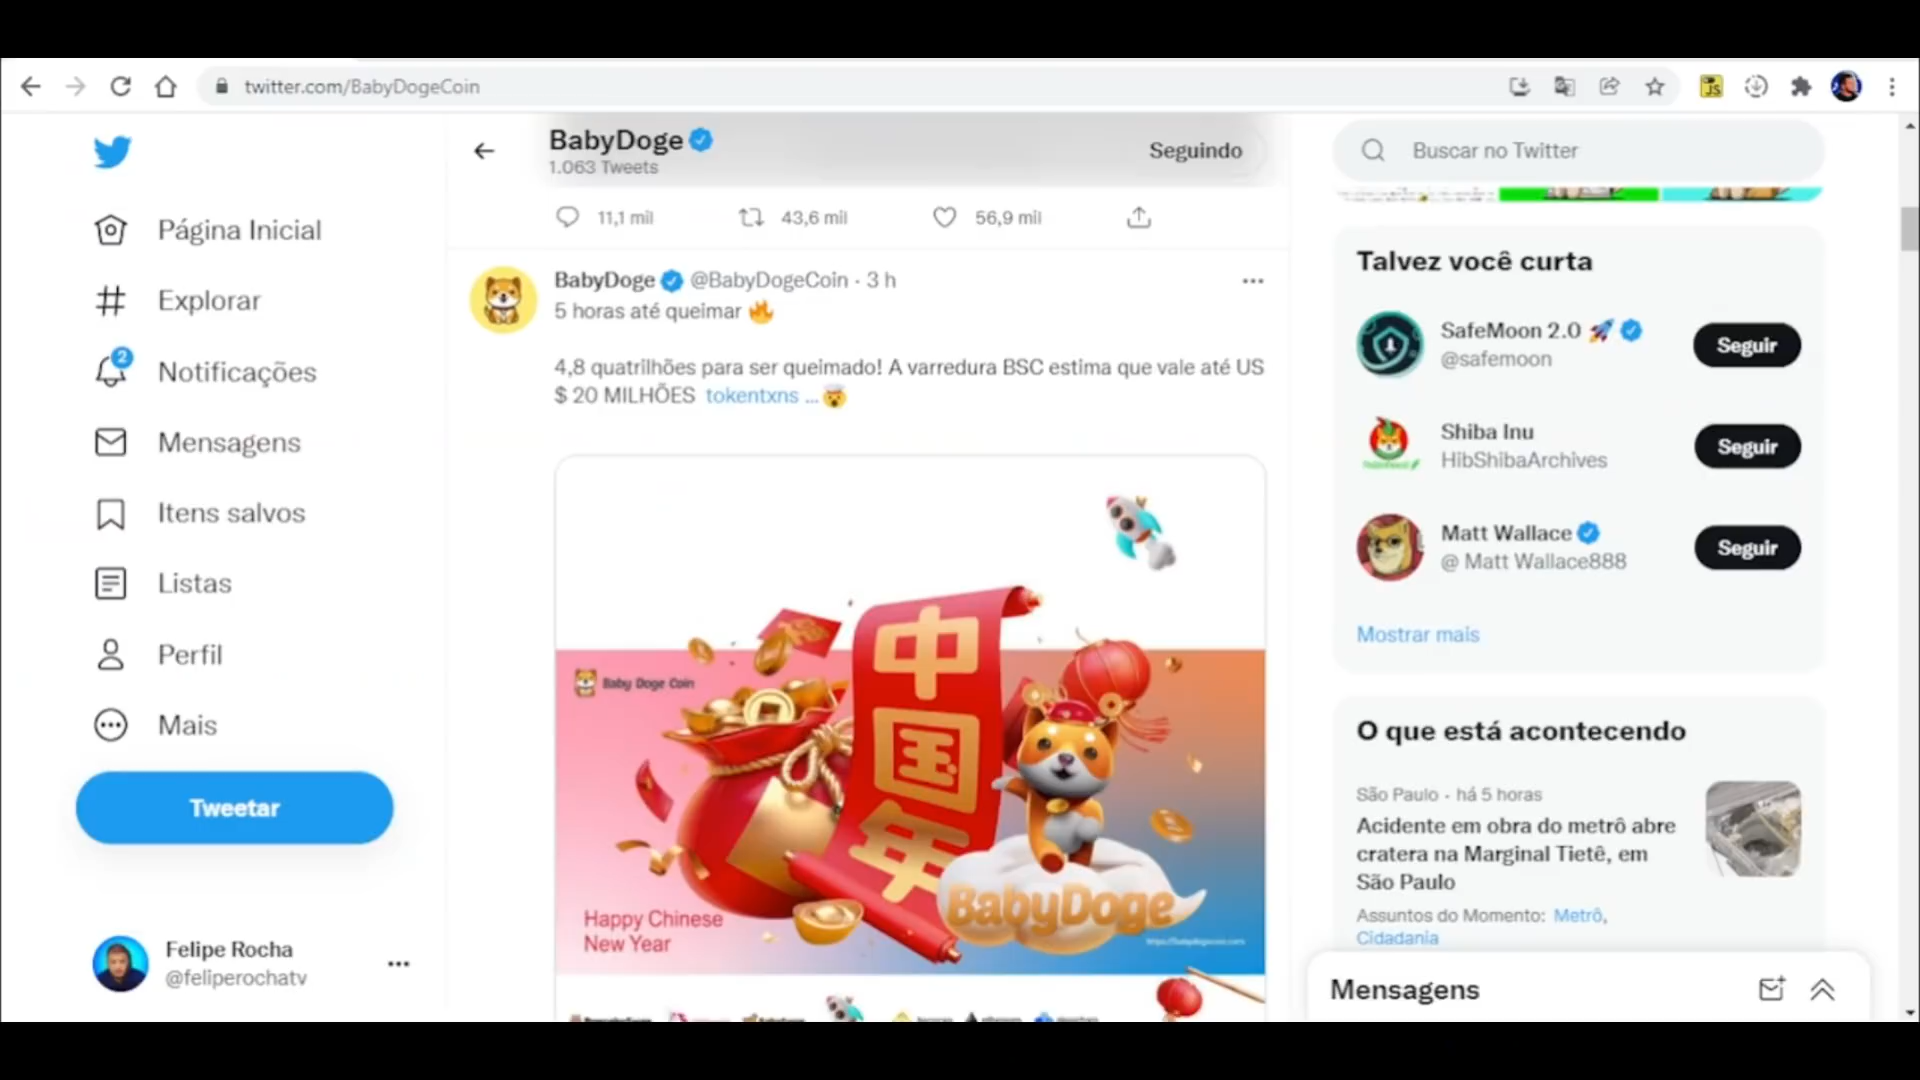 twitter.com/BabyDogeCoin
BabyDoge
1.063 Tweets
Seguindo
Buscar no Twitter
Página Inicial
Explorar
2
Notificações
Mensagens
Itens salvos
Listas
Perfil
Mais
Tweetar
Felipe Rocha
@feliperochatv
11,1 mil
43,6 mil
56,9 mil
BabyDoge @BabyDogeCoin · 3 h
5 horas até queimar
4,8 quatrilhões para ser queimado! A varredura BSC estima que vale até US
$ 20 MILHÕES tokentxns ...
Baby Doge Coin
中
国
年
BabyDoge
Happy Chinese
New Year
Talvez você curta
SafeMoon 2.0
@safemoon
Seguir
Shiba Inu
HibShibaArchives
Seguir
Matt Wallace
@ Matt Wallace888
Seguir
Mostrar mais
O que está acontecendo
São Paulo · há 5 horas
Acidente em obra do metrô abre
cratera na Marginal Tietê, em
São Paulo
Assuntos do Momento: Metrô,
Cidadania
Mensagens